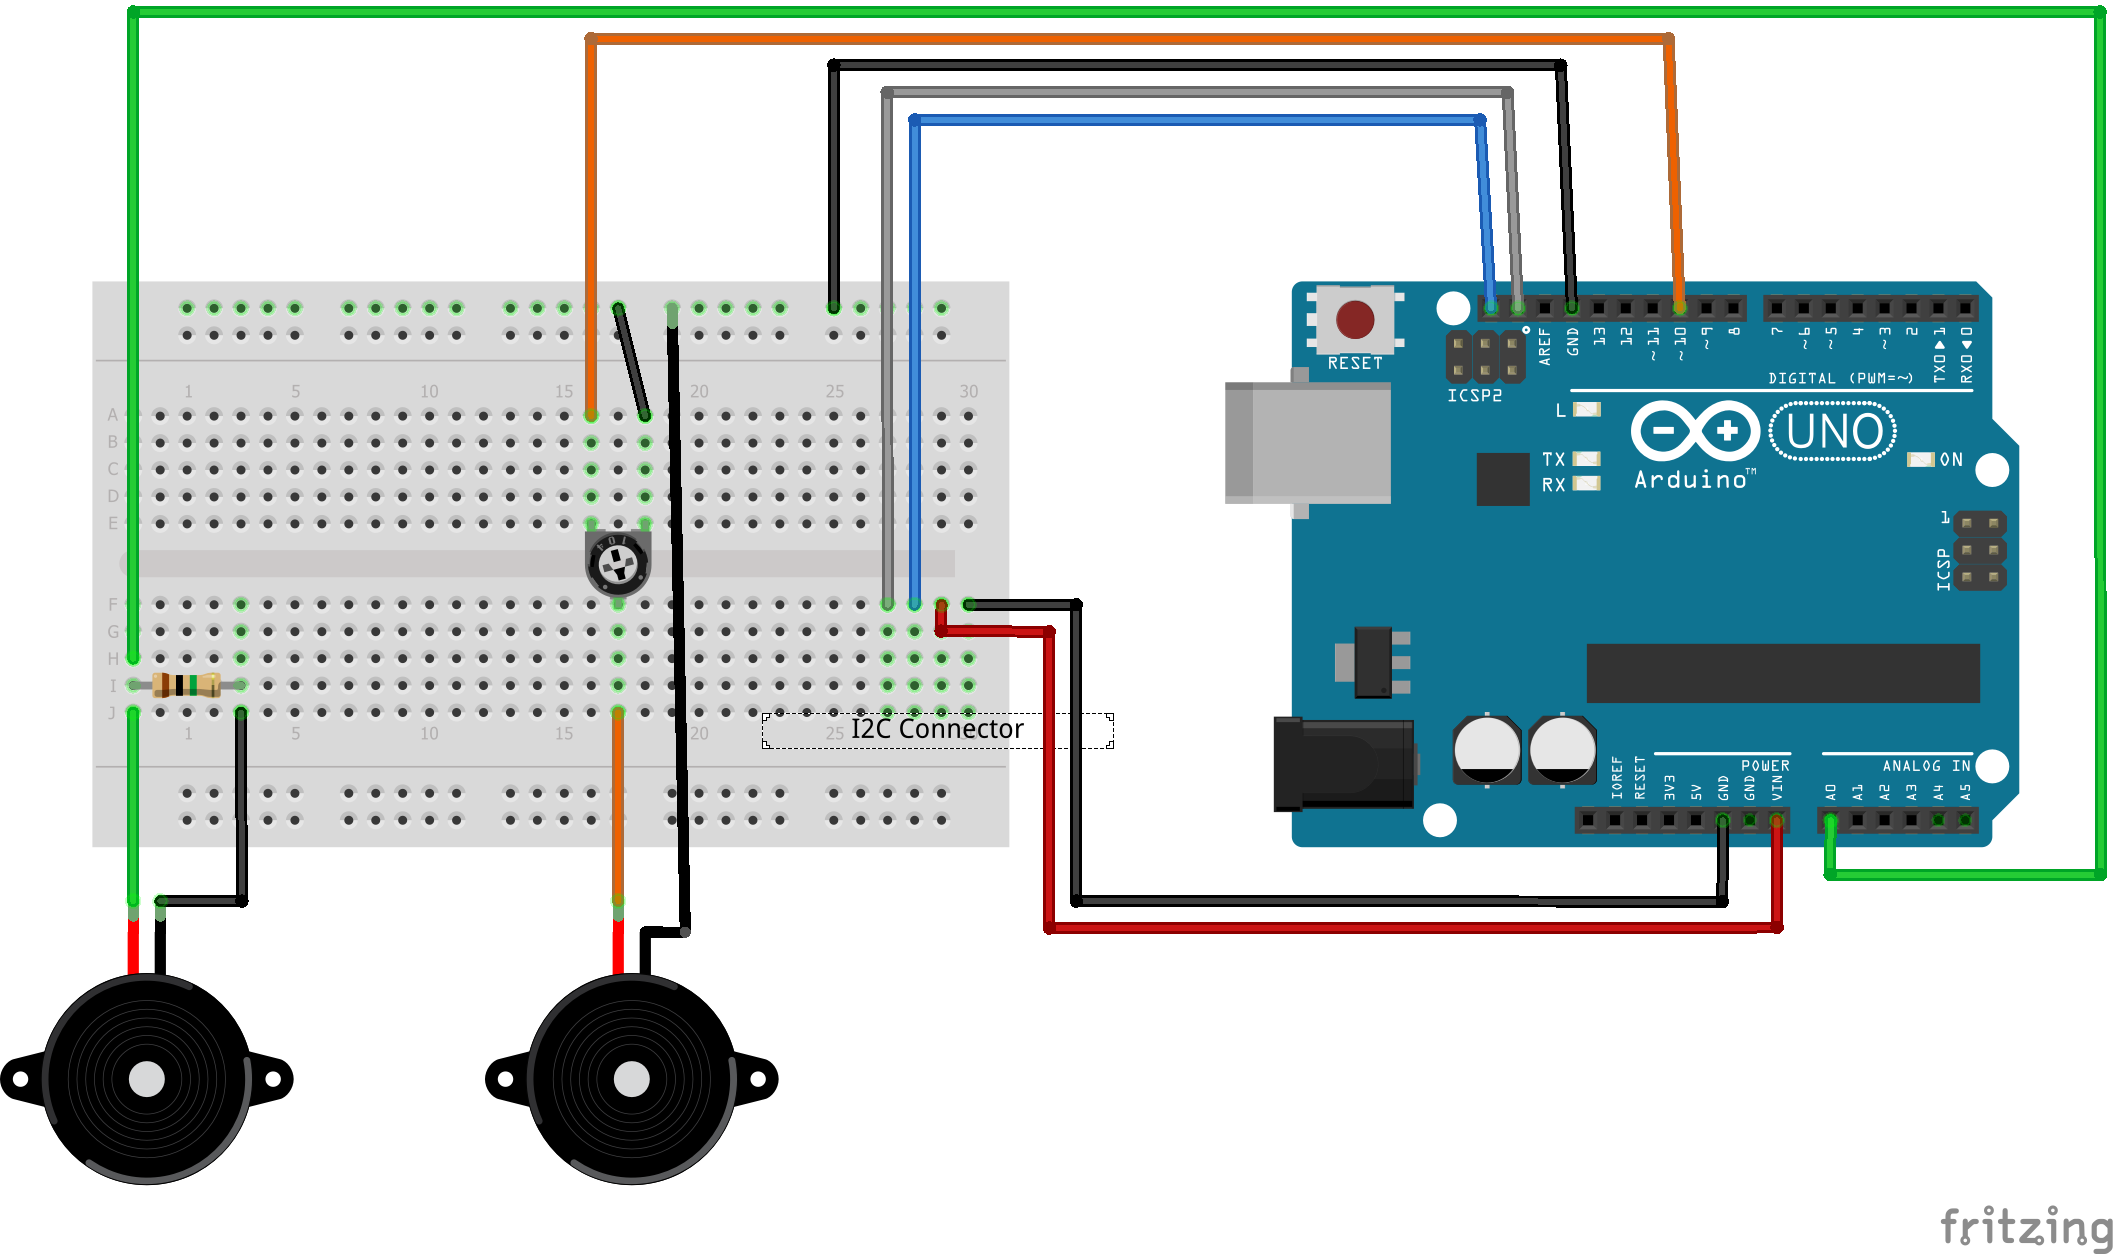 RESET
ICSP2
AREF
GND
13
12
~11
~10
~9
8
7
~6
~5
4
~3
2
TX0▶1
RX0◀0
DIGITAL (PWM=~)
L
TX
RX
UNO
Arduino™
ON
1
ICSP
1 5 10 15 20 25 30
A
B
C
D
E
104
F
G
H
I
J
1 5 10 15 20 25
I2C Connector
POWER
ANALOG IN
IOREF
RESET
3V3
5V
GND
GND
VIN
A0
A1
A2
A3
A4
A5
fritzing